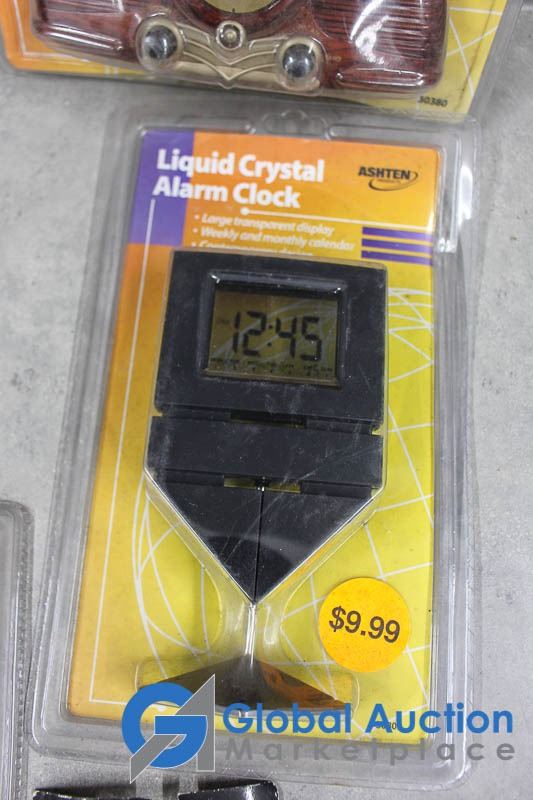 30380
Liquid Crystal
Alarm Clock
ASHTEN
• Large transparent display
• Weekly and monthly calendar
12:45
$9.99
Global Auction
Marketplace